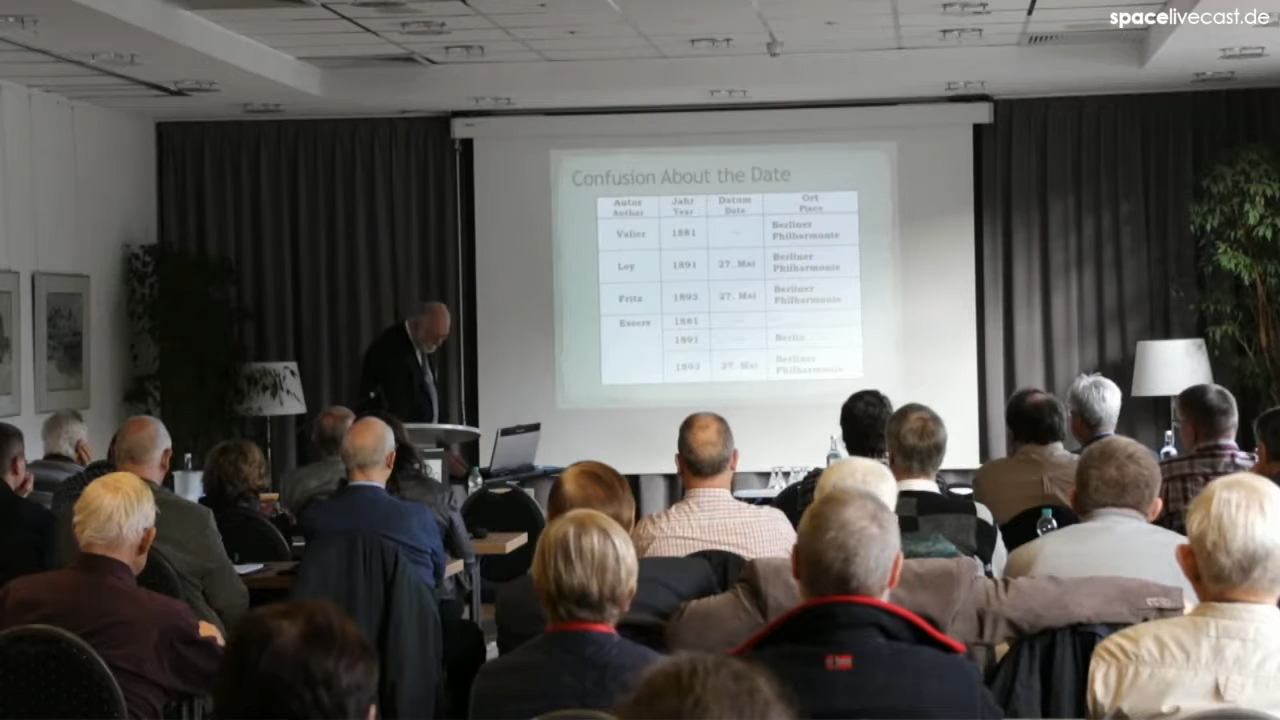 spacelivecast.de
Confusion About the Date
Autor Jahr Datum Ort
Author Year Date Place
Valier 1881 Berliner
Philharmonie
Ley 1891 27. Mai Berliner
Philharmonie
Fritz 1893 27. Mai Berliner
Philharmonie
Essers 1881
1891 Berlin
1893 27. Mai Berliner
Philharmonie